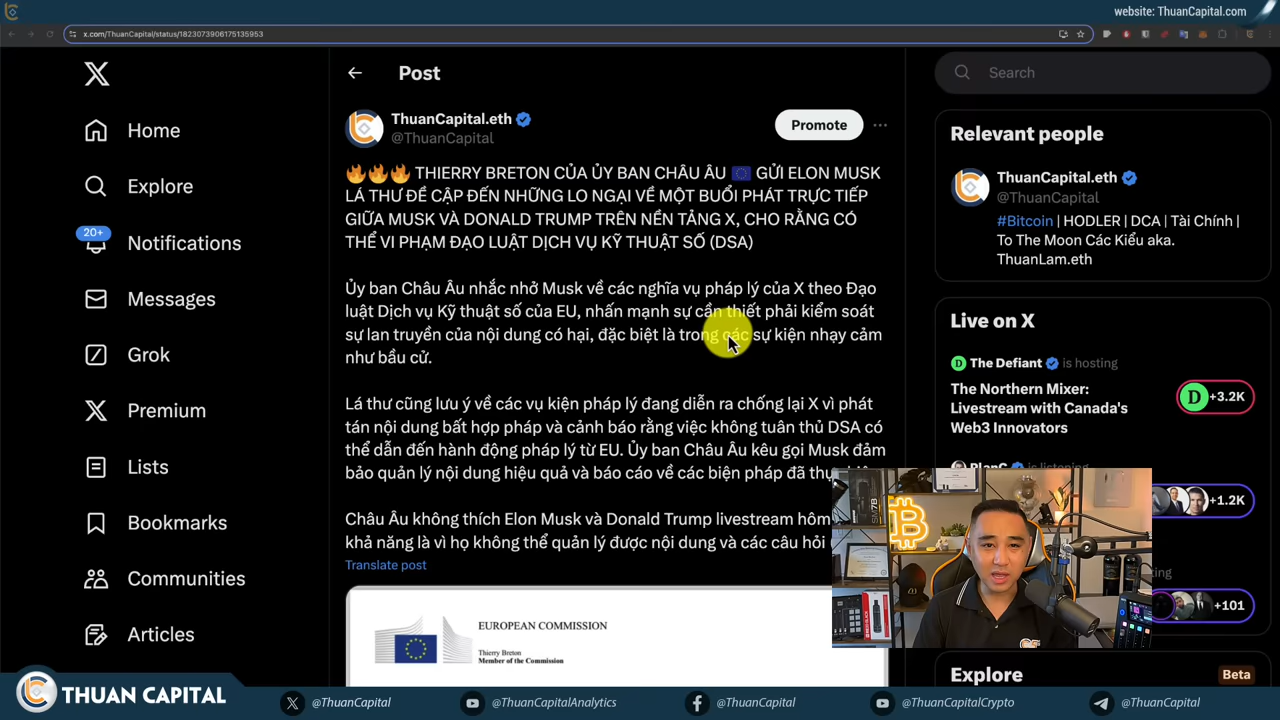 website: ThuanCapital.com
x.com/ThuanCapital/status/1823073906175135953
Home
Explore
20+
Notifications
Messages
Grok
Premium
Lists
Bookmarks
Communities
Articles
Post
ThuanCapital.eth
@ThuanCapital
Promote
🔥🔥🔥 THIERRY BRETON CỦA ỦY BAN CHÂU ÂU 🇪🇺 GỬI ELON MUSK
LÁ THƯ ĐỀ CẬP ĐẾN NHỮNG LO NGẠI VỀ MỘT BUỔI PHÁT TRỰC TIẾP
GIỮA MUSK VÀ DONALD TRUMP TRÊN NỀN TẢNG X, CHO RẰNG CÓ
THỂ VI PHẠM ĐẠO LUẬT DỊCH VỤ KỸ THUẬT SỐ (DSA)
Ủy ban Châu Âu nhắc nhở Musk về các nghĩa vụ pháp lý của X theo Đạo
luật Dịch vụ Kỹ thuật số của EU, nhấn mạnh sự cần thiết phải kiểm soát
sự lan truyền của nội dung có hại, đặc biệt là trong các sự kiện nhạy cảm
như bầu cử.
Lá thư cũng lưu ý về các vụ kiện pháp lý đang diễn ra chống lại X vì phát
tán nội dung bất hợp pháp và cảnh báo rằng việc không tuân thủ DSA có
thể dẫn đến hành động pháp lý từ EU. Ủy ban Châu Âu kêu gọi Musk đảm
bảo quản lý nội dung hiệu quả và báo cáo về các biện pháp đã
Châu Âu không thích Elon Musk và Donald Trump livestream hôm
khả năng là vì họ không thể quản lý được nội dung và các câu hỏi
Translate post
EUROPEAN COMMISSION
Thierry Breton
Member of the Commission
Search
Relevant people
ThuanCapital.eth
@ThuanCapital
#Bitcoin | HODLER | DCA | Tài Chính |
To The Moon Các Kiểu aka.
ThuanLam.eth
Live on X
The Defiant is hosting
The Northern Mixer:
Livestream with Canada's
Web3 Innovators
D +3.2K
PlanC is listening
+1.2K
+101
Explore
Beta
THUAN CAPITAL
@ThuanCapital
@ThuanCapitalAnalytics
@ThuanCapital
@ThuanCapitalCrypto
@ThuanCapital